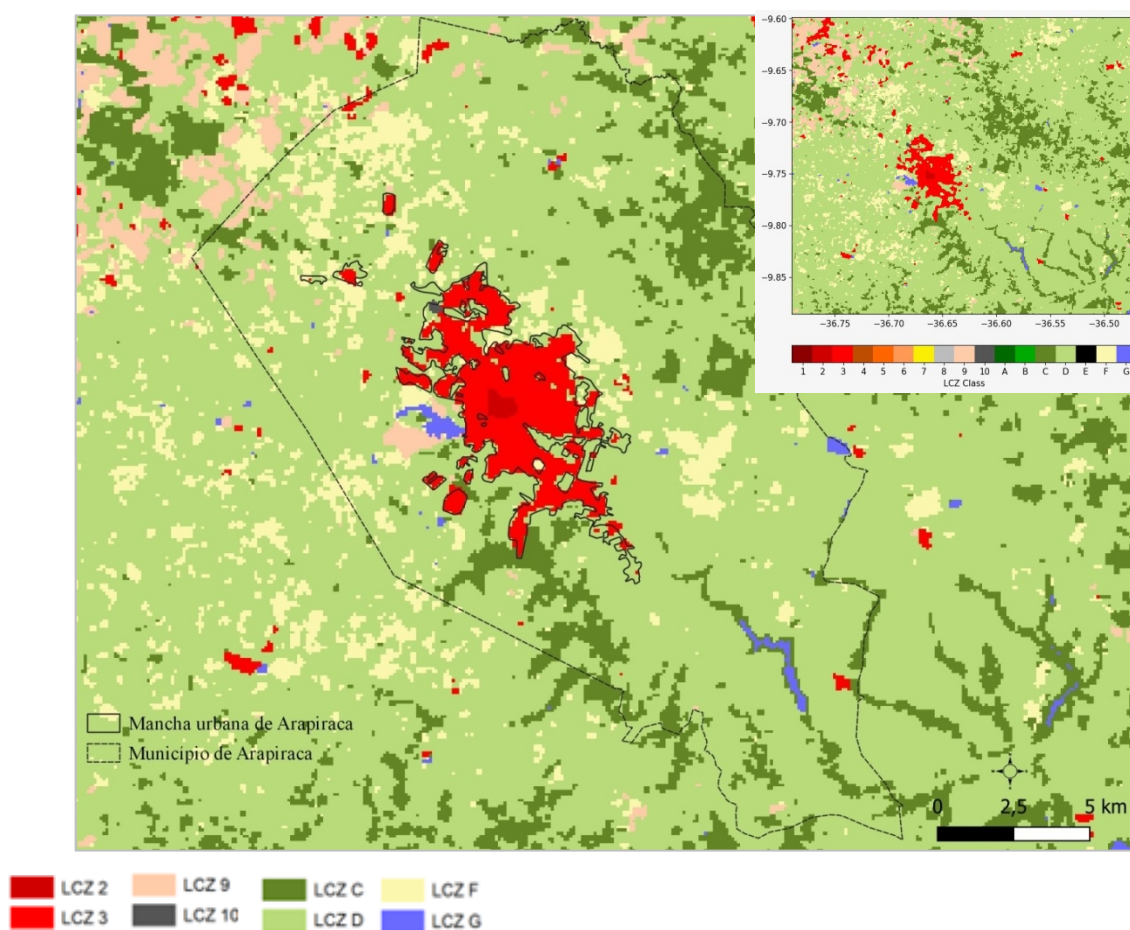 −9.60
−9.65
−9.70
−9.75
−9.80
−9.85
−36.75 −36.70 −36.65 −36.60 −36.55 −36.50
1 2 3 4 5 6 7 8 9 10 A B C D E F G
LCZ Class
Mancha urbana de Arapiraca
Município de Arapiraca
0 2,5 5 km
LCZ 2 LCZ 9 LCZ C LCZ F
LCZ 3 LCZ 10 LCZ D LCZ G